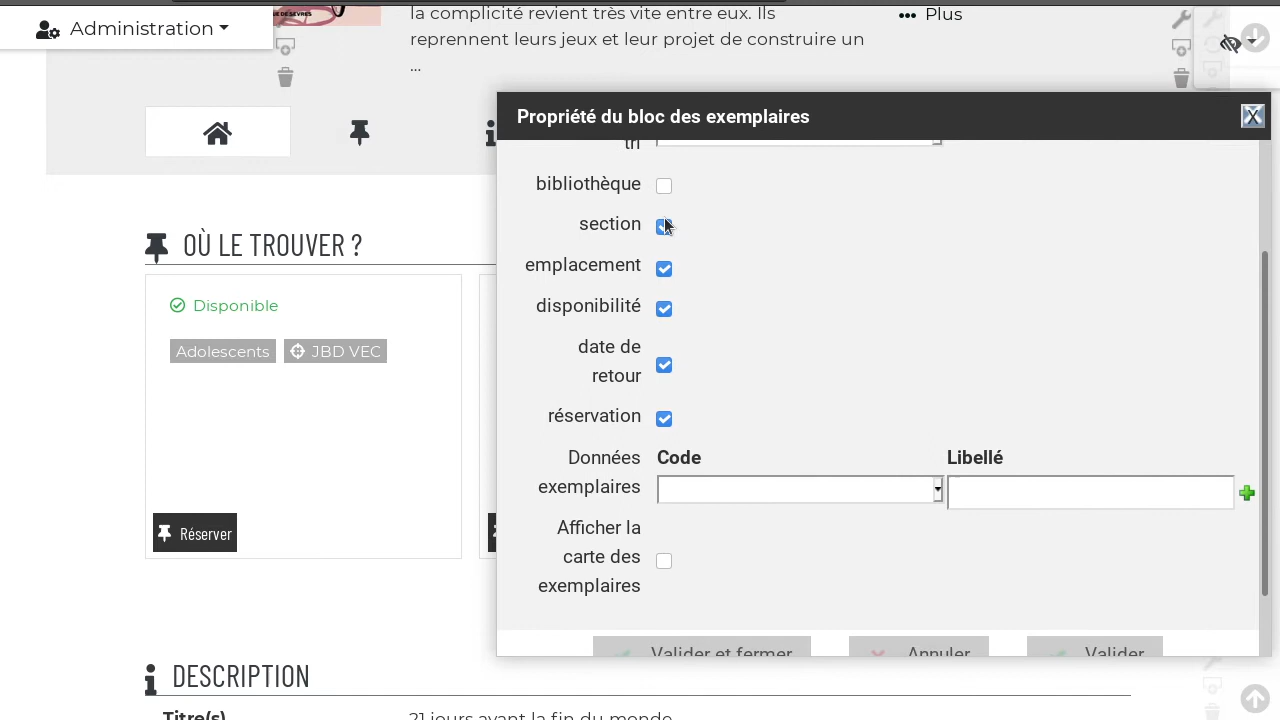 la complicité revient très vite entre eux. Ils
Plus
Administration
reprennent leurs jeux et leur projet de construire un
...
Propriété du bloc des exemplaires
X
tri
bibliothèque
section
emplacement
disponibilité
date de
retour
réservation
Données
exemplaires
Code
Libellé
Afficher la
carte des
exemplaires
Valider et fermer
Annuler
Valider
OÙ LE TROUVER ?
Disponible
Adolescents
JBD VEC
Réserver
DESCRIPTION
Titre(s)
21 jours avant la fin du monde